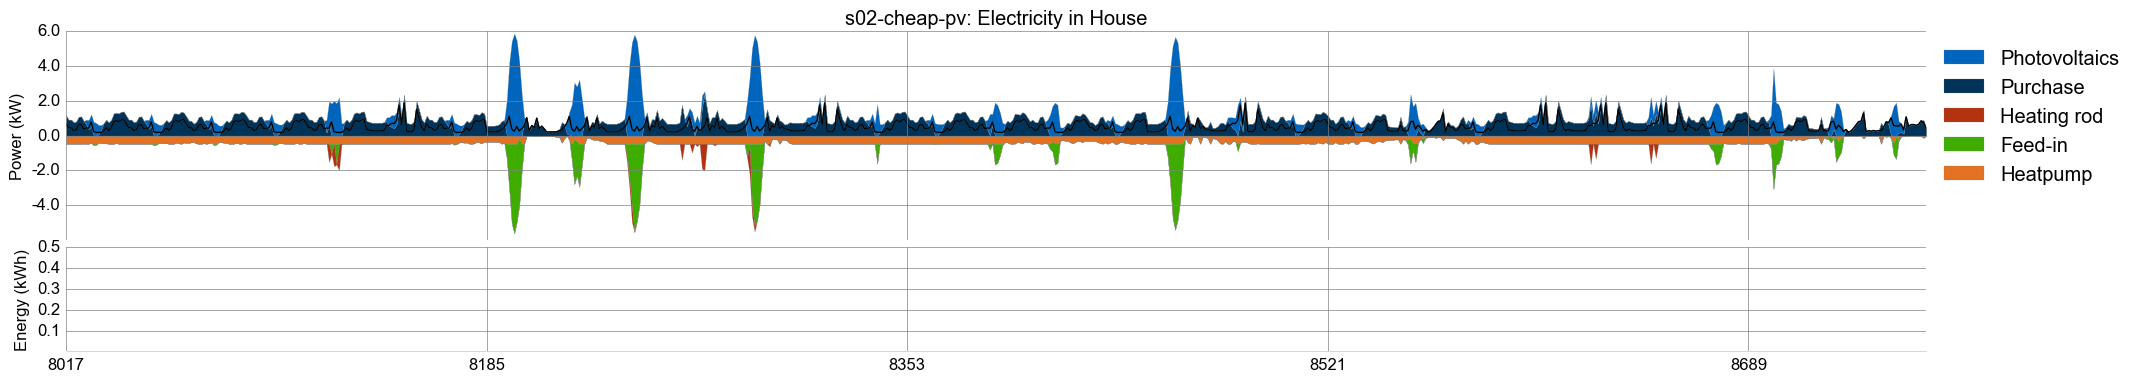 s02-cheap-pv: Electricity in House
Power (kW)
6.0
4.0
2.0
0.0
-2.0
-4.0
Photovoltaics
Purchase
Heating rod
Feed-in
Heatpump
Energy (kWh)
0.5
0.4
0.3
0.2
0.1
8017 8185 8353 8521 8689